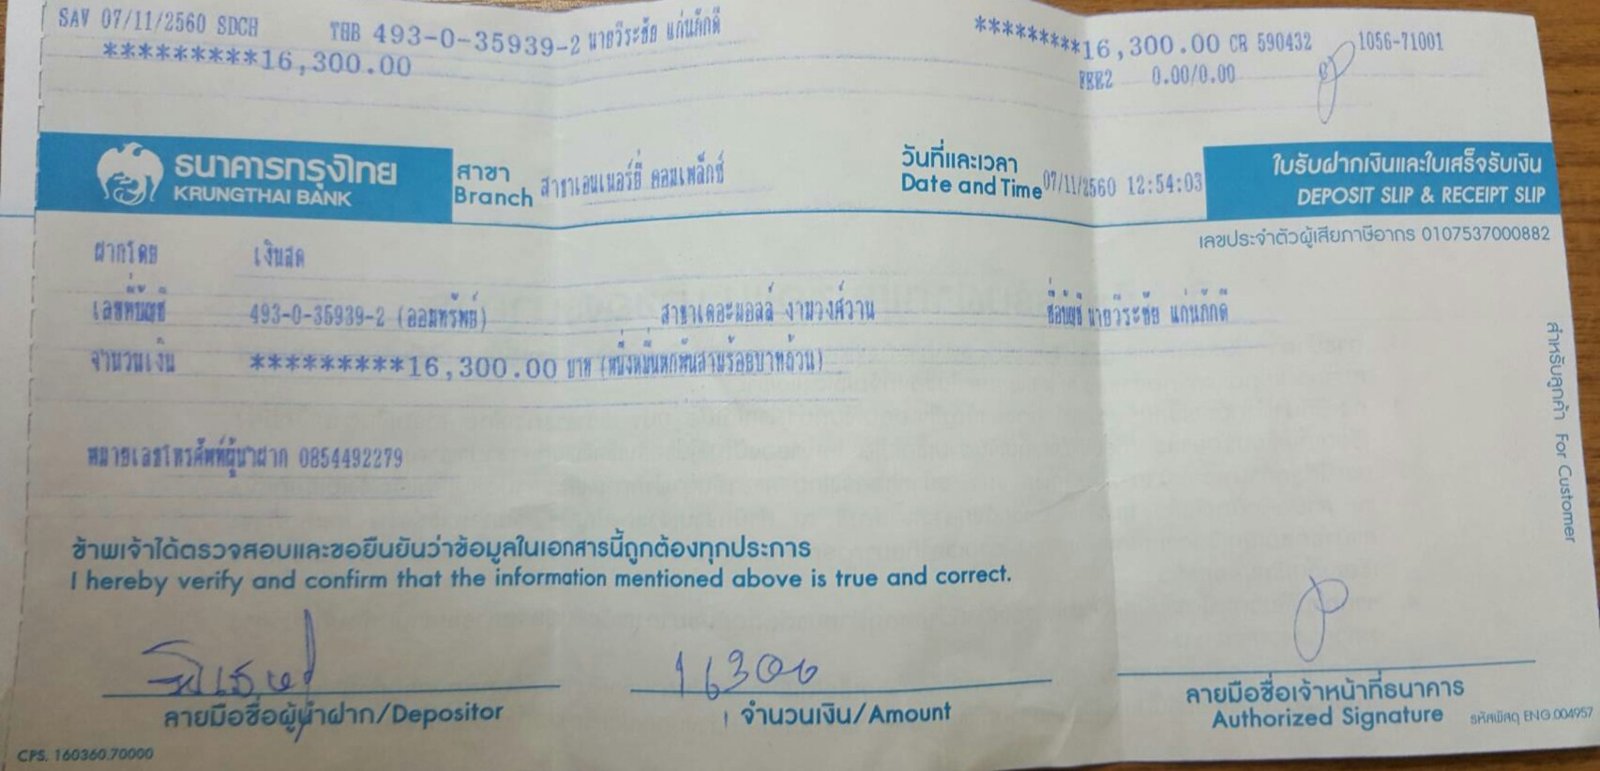 SAV 07/11/2560 SDCH THB 493-0-35939-2 นายวีระชัย แก่นภักดี *********16,300.00 CR 590432 1056-71001
*********16,300.00 FEE2 0.00/0.00
ธนาคารกรุงไทย
KRUNGTHAI BANK
สาขา
Branch สาขาเอนเนอร์ยี่ คอมเพล็กซ์
วันที่และเวลา
Date and Time 07/11/2560 12:54:03
ใบรับฝากเงินและใบเสร็จรับเงิน
DEPOSIT SLIP & RECEIPT SLIP
เลขประจำตัวผู้เสียภาษีอากร 0107537000882
ฝากโดย เงินสด
เลขที่บัญชี 493-0-35939-2 (ออมทรัพย์) สาขาเดอะมอลล์ งามวงศ์วาน ชื่อบัญชี นายวีระชัย แก่นภักดี
จำนวนเงิน *********16,300.00 บาท (หนึ่งหมื่นหกพันสามร้อยบาทถ้วน)
หมายเลขโทรศัพท์ผู้นำฝาก 0854492279
สำหรับลูกค้า For Customer
ข้าพเจ้าได้ตรวจสอบและขอยืนยันว่าข้อมูลในเอกสารนี้ถูกต้องทุกประการ
I hereby verify and confirm that the information mentioned above is true and correct.
16300
ลายมือชื่อผู้นำฝาก/Depositor
จำนวนเงิน/Amount
ลายมือชื่อเจ้าหน้าที่ธนาคาร
Authorized Signature
รหัสพัสดุ ENG.004957
CPS. 160360.70000